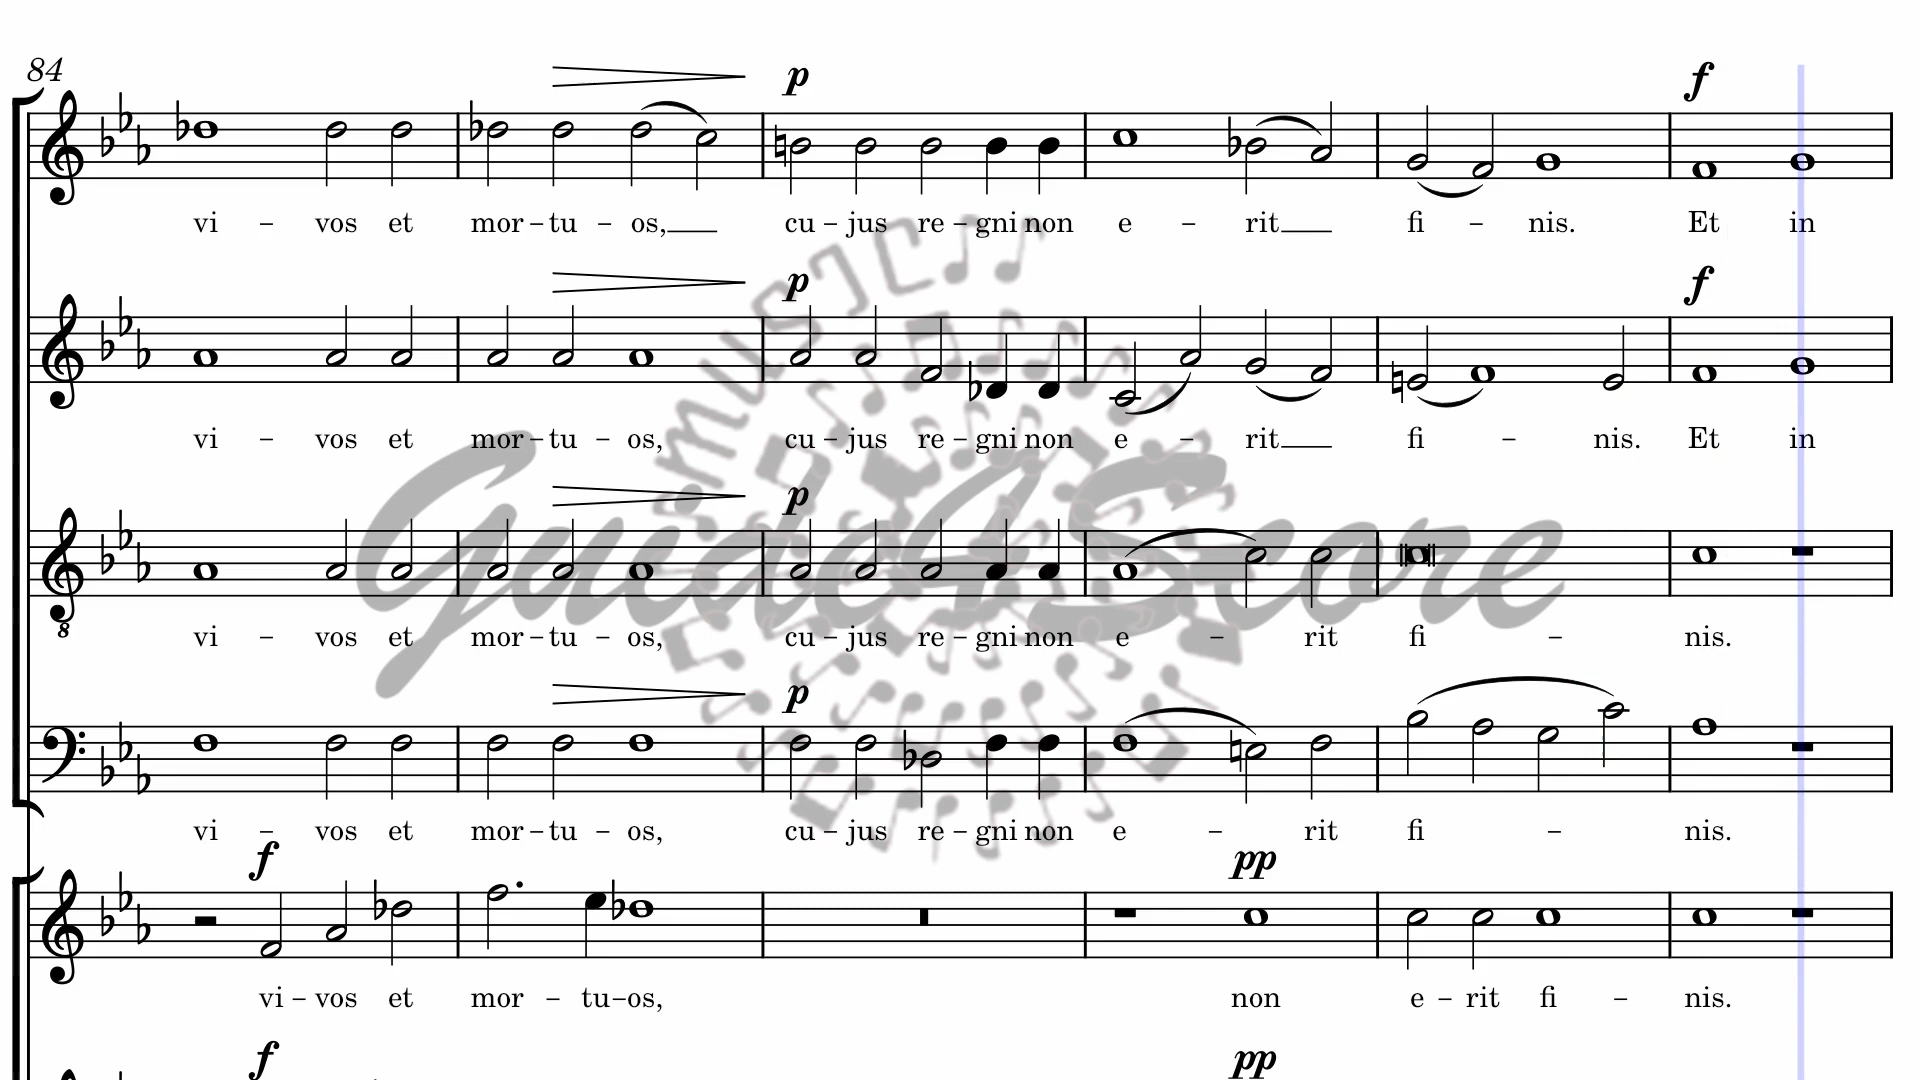 84
p f
vi – vos et mor – tu – os, cu – jus re – gni non e – rit fi – nis. Et in
p f
vi – vos et mor – tu – os, cu – jus re – gni non e – rit fi – nis. Et in
p
vi – vos et mor – tu – os, cu – jus re – gni non e – rit fi – nis.
8
p
vi – vos et mor – tu – os, cu – jus re – gni non e – rit fi – nis.
f pp
vi – vos et mor – tu – os, non e – rit fi – nis.
f pp
music
Guide4Score